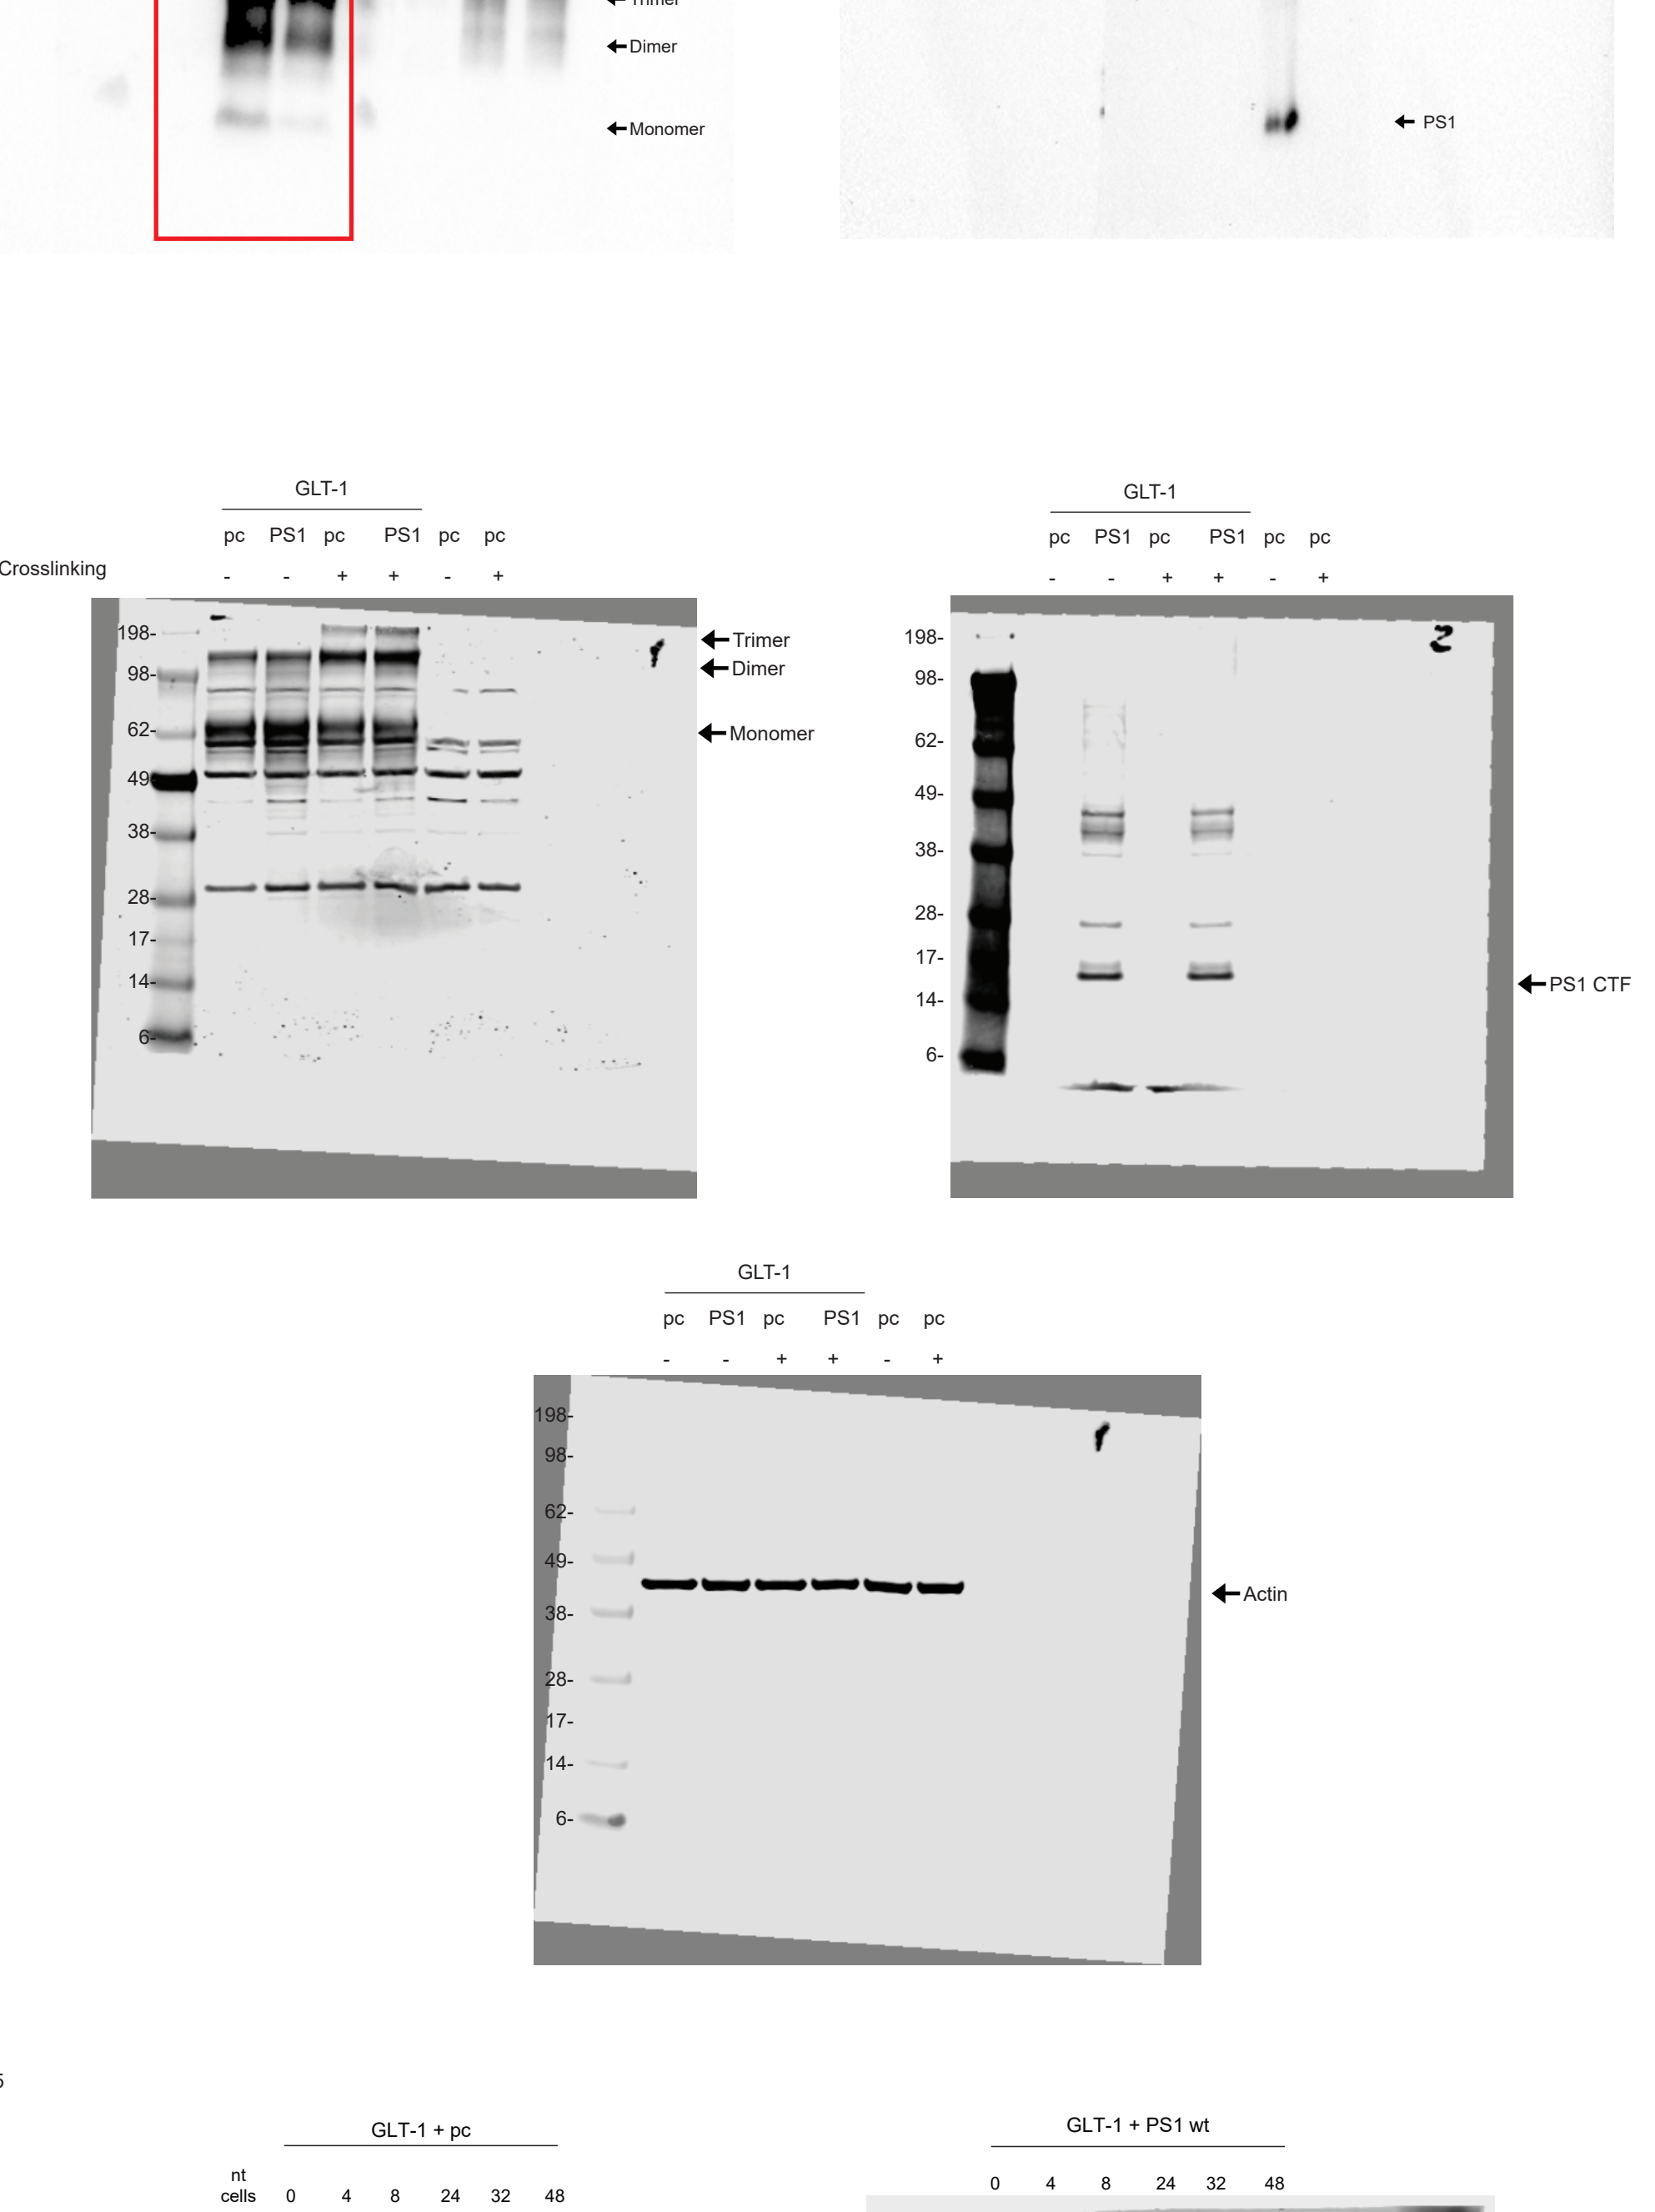 Trimer
Dimer
Monomer
PS1
GLT-1
pc PS1 pc PS1 pc pc
Crosslinking - - + + - +
198-
98-
62-
49-
38-
28-
17-
14-
6-
Trimer
Dimer
Monomer
GLT-1
pc PS1 pc PS1 pc pc
- - + + - +
198-
98-
62-
49-
38-
28-
17-
14-
6-
2
PS1 CTF
GLT-1
pc PS1 pc PS1 pc pc
- - + + - +
198-
98-
62-
49-
38-
28-
17-
14-
6-
Actin
GLT-1 + pc
nt
cells 0 4 8 24 32 48
GLT-1 + PS1 wt
0 4 8 24 32 48